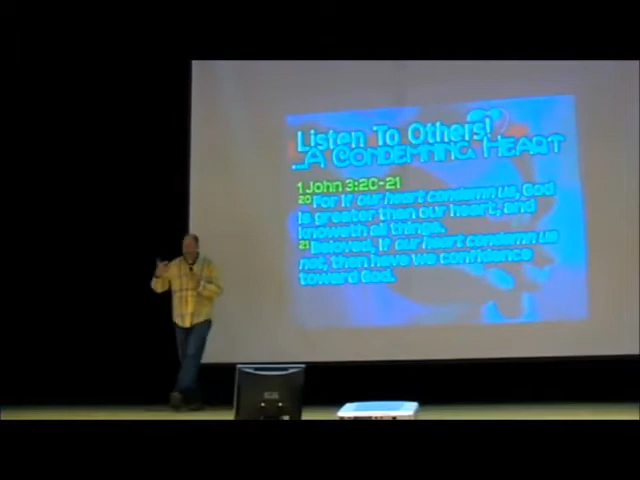 Listen To Others!
...A CONDEMNING HEART
1 John 3:20-21
20 For if our heart condemn us, God
is greater than our heart, and
knoweth all things.
21 Beloved, if our heart condemn us
not, then have we confidence
toward God.